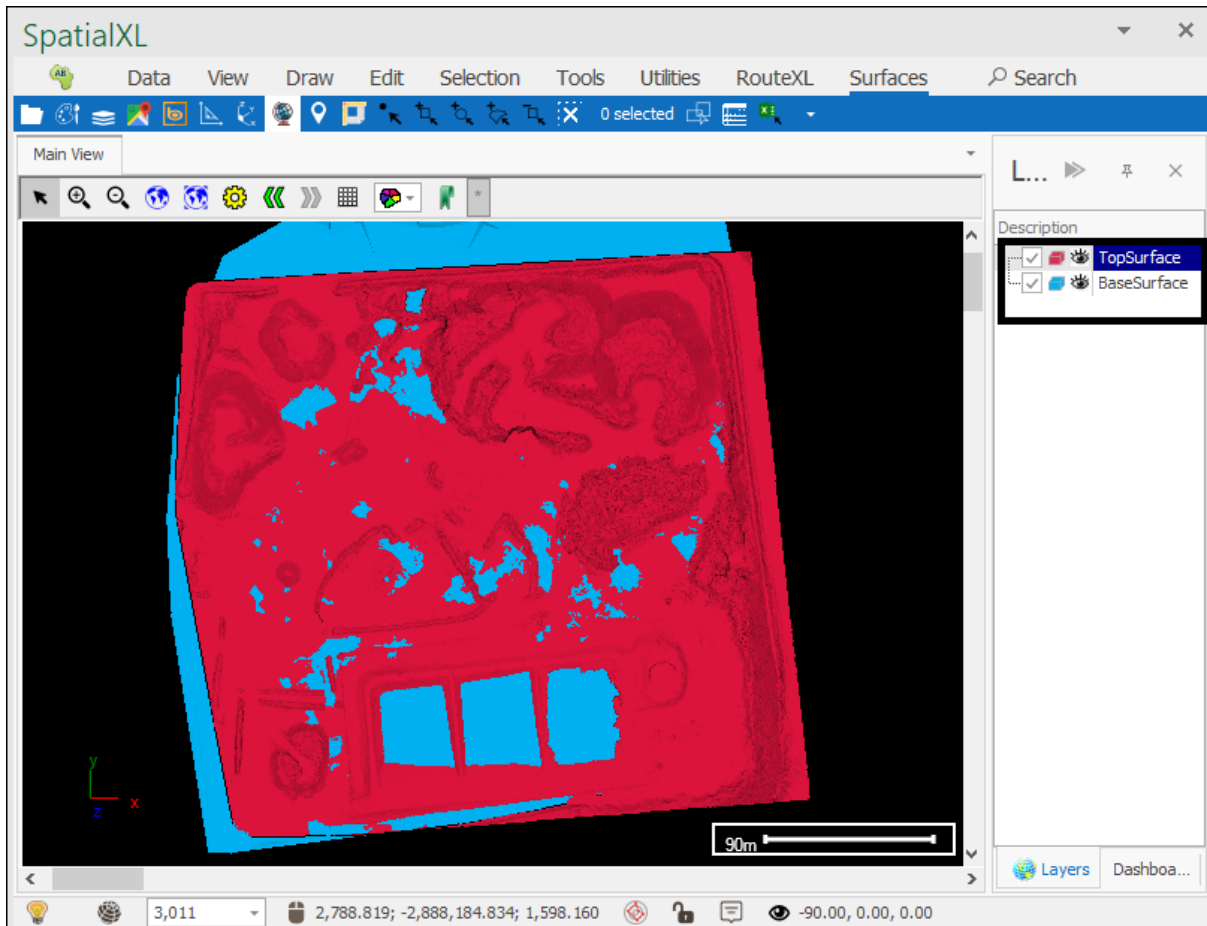 SpatialXL
AB Data View Draw Edit Selection Tools Utilities RouteXL Surfaces Search
0 selected
Main View
L...
*
Description
TopSurface
BaseSurface
y
x
z
90m
Layers Dashboa...
3,011 2,788.819; -2,888,184.834; 1,598.160 -90.00, 0.00, 0.00